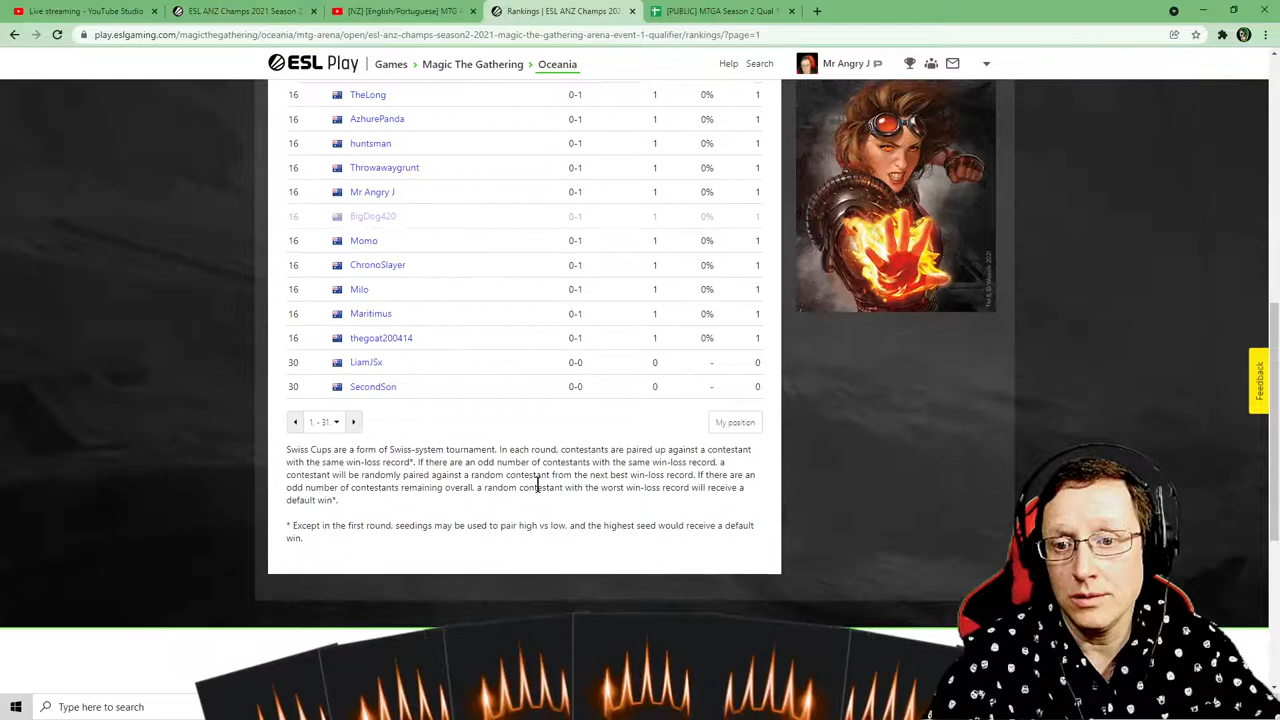 Live streaming - YouTube Studio
ESL ANZ Champs 2021 Season 2
[NZ] [English/Portuguese] MTG -
Rankings | ESL ANZ Champs 202
[PUBLIC] MTGA Season 2 Qual 1
play.eslgaming.com/magicthegathering/oceania/mtg-arena/open/esl-anz-champs-season2-2021-magic-the-gathering-arena-event-1-qualifier/rankings/?page=1
ESL Play Games > Magic The Gathering > Oceania Help Search Mr Angry J
16 TheLong 0-1 1 0% 1
16 AzhurePanda 0-1 1 0% 1
16 huntsman 0-1 1 0% 1
16 Throwawaygrunt 0-1 1 0% 1
16 Mr Angry J 0-1 1 0% 1
16 BigDog420 0-1 1 0% 1
16 Momo 0-1 1 0% 1
16 ChronoSlayer 0-1 1 0% 1
16 Milo 0-1 1 0% 1
16 Maritimus 0-1 1 0% 1
16 thegoat200414 0-1 1 0% 1
30 LiamJSx 0-0 0 - 0
30 SecondSon 0-0 0 - 0
1. - 31. My position
Swiss Cups are a form of Swiss-system tournament. In each round, contestants are paired up against a contestant
with the same win-loss record*. If there are an odd number of contestants with the same win-loss record, a
contestant will be randomly paired against a random contestant from the next best win-loss record. If there are an
odd number of contestants remaining overall, a random contestant with the worst win-loss record will receive a
default win*.
* Except in the first round, seedings may be used to pair high vs low, and the highest seed would receive a default
win.
Feedback
Type here to search